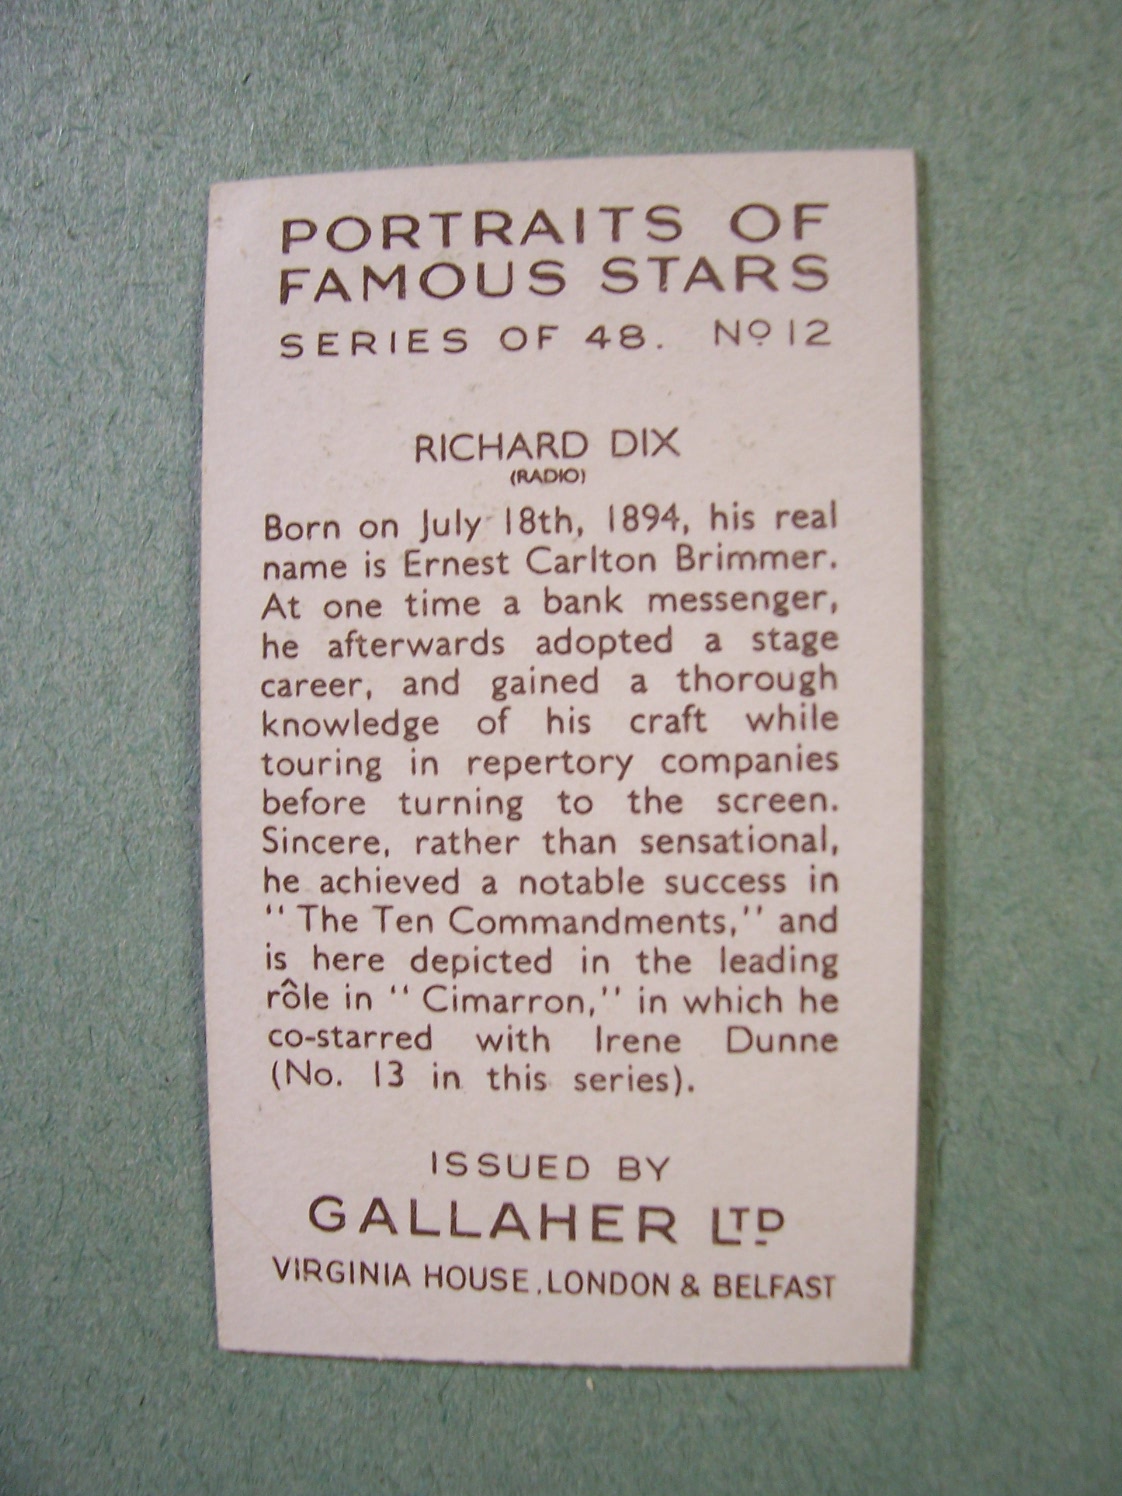 PORTRAITS OF
FAMOUS STARS
SERIES OF 48. Nº 12
RICHARD DIX
(RADIO)
Born on July 18th, 1894, his real
name is Ernest Carlton Brimmer.
At one time a bank messenger,
he afterwards adopted a stage
career, and gained a thorough
knowledge of his craft while
touring in repertory companies
before turning to the screen.
Sincere, rather than sensational,
he achieved a notable success in
"The Ten Commandments," and
is here depicted in the leading
rôle in "Cimarron," in which he
co-starred with Irene Dunne
(No. 13 in this series).
ISSUED BY
GALLAHER LTD
VIRGINIA HOUSE, LONDON & BELFAST